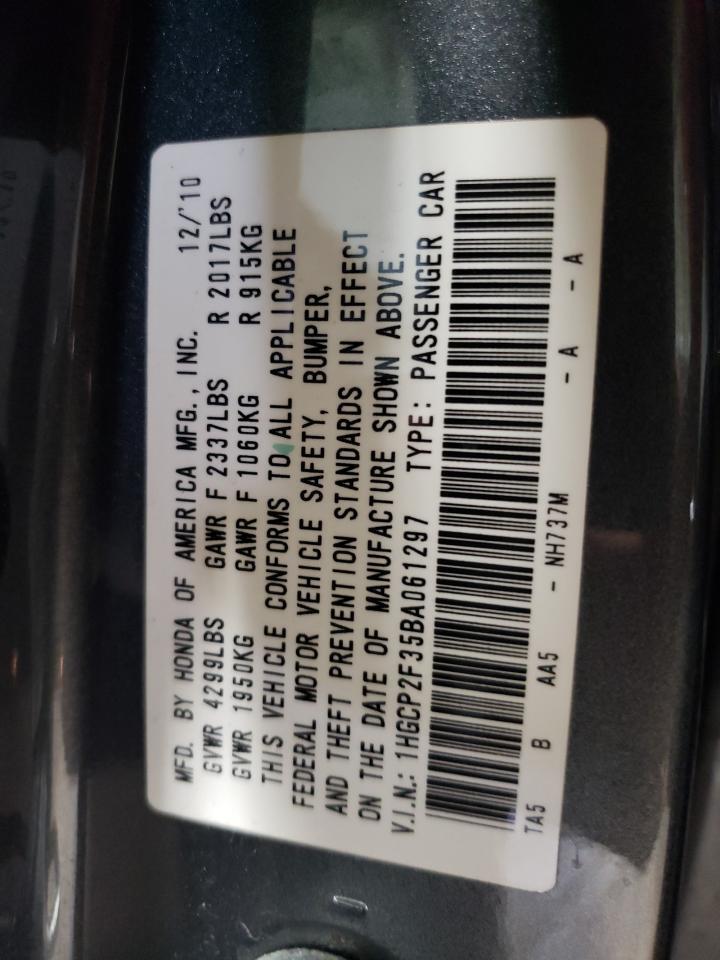 MFD. BY HONDA OF AMERICA MFG., INC. 12/'10
GVWR 4299LBS GAWR F 2337LBS R 2017LBS
GVWR 1950KG GAWR F 1060KG R 915KG
THIS VEHICLE CONFORMS TO ALL APPLICABLE
FEDERAL MOTOR VEHICLE SAFETY, BUMPER,
AND THEFT PREVENTION STANDARDS IN EFFECT
ON THE DATE OF MANUFACTURE SHOWN ABOVE.
V.I.N.: 1HGCP2F35BA061297 TYPE: PASSENGER CAR
TA5 B AA5 - NH737M - A - A